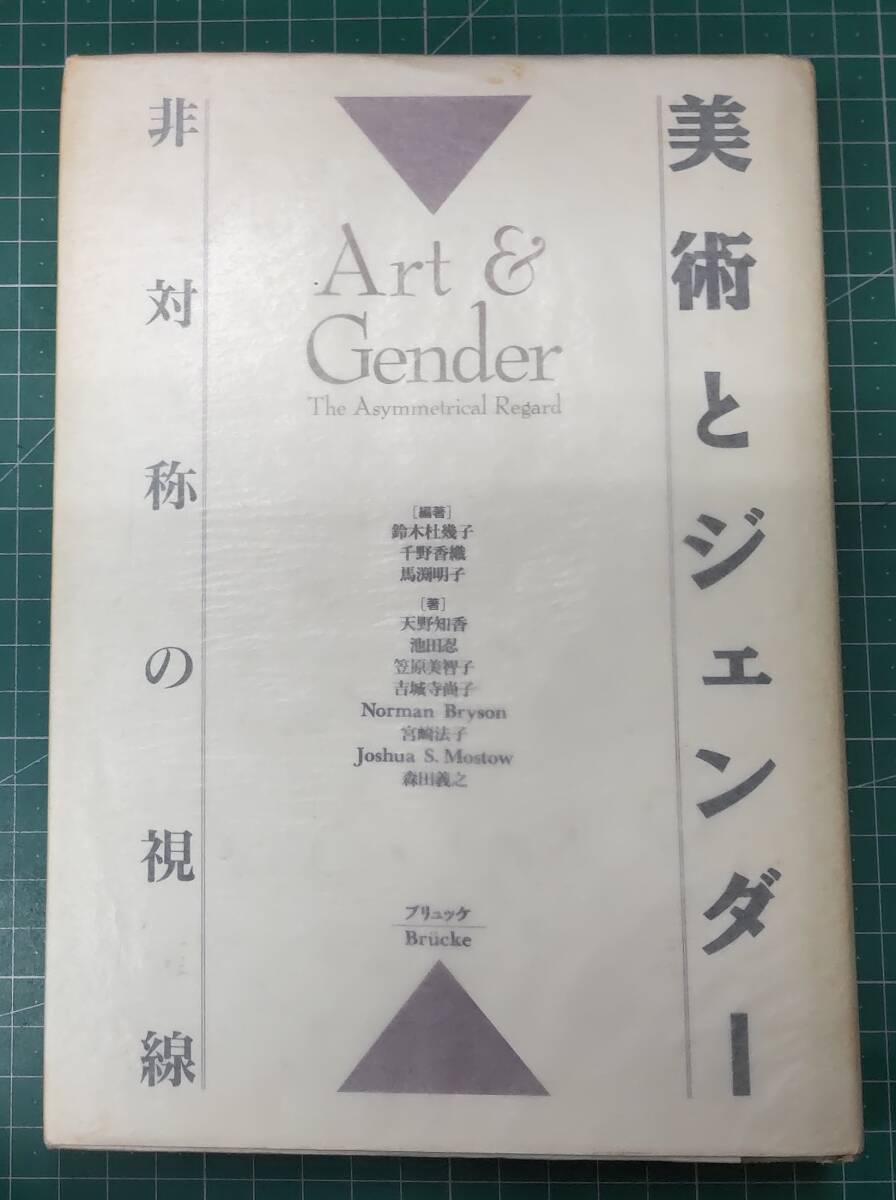 美術とジェンダー
非対称の視線
Art &
Gender
The Asymmetrical Regard
[編著]
鈴木杜幾子
千野香織
馬渕明子
[著]
天野知香
池田忍
笠原美智子
吉城寺尚子
Norman Bryson
宮崎法子
Joshua S. Mostow
森田義之
ブリュッケ
Brücke